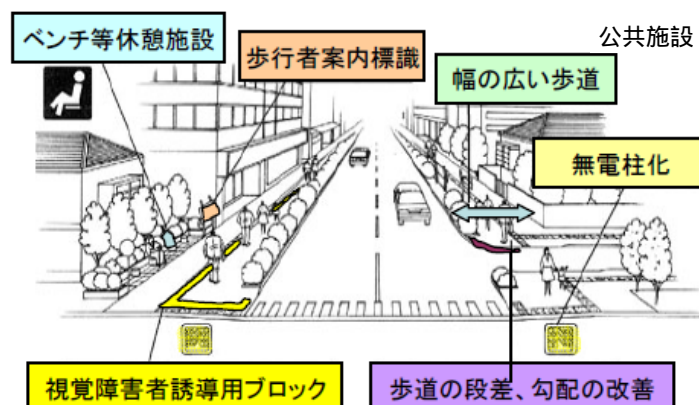 公共施設
ベンチ等休憩施設
歩行者案内標識
幅の広い歩道
無電柱化
視覚障害者誘導用ブロック
歩道の段差、勾配の改善